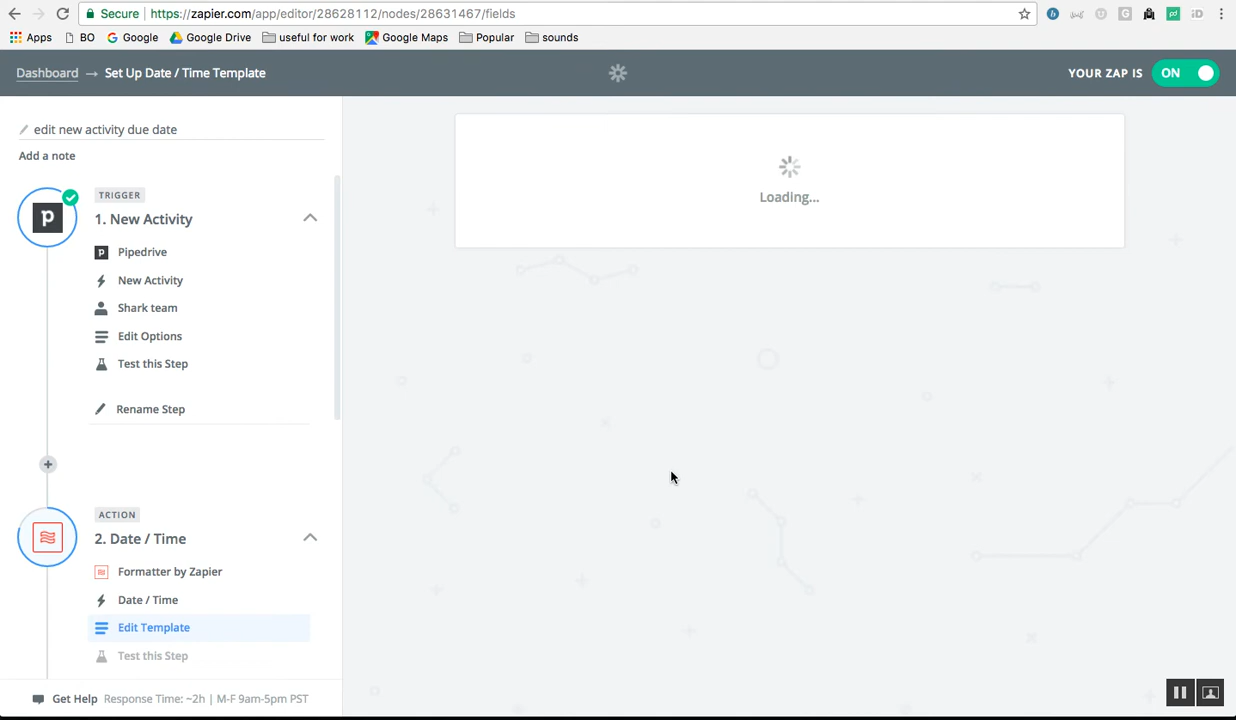 Secure https://zapier.com/app/editor/28628112/nodes/28631467/fields
Apps BO Google Google Drive useful for work Google Maps Popular sounds
Dashboard → Set Up Date / Time Template YOUR ZAP IS ON
edit new activity due date
Add a note
TRIGGER
1. New Activity
Pipedrive
New Activity
Shark team
Edit Options
Test this Step
Rename Step
ACTION
2. Date / Time
Formatter by Zapier
Date / Time
Edit Template
Test this Step
Get Help Response Time: ~2h | M-F 9am-5pm PST
Loading...